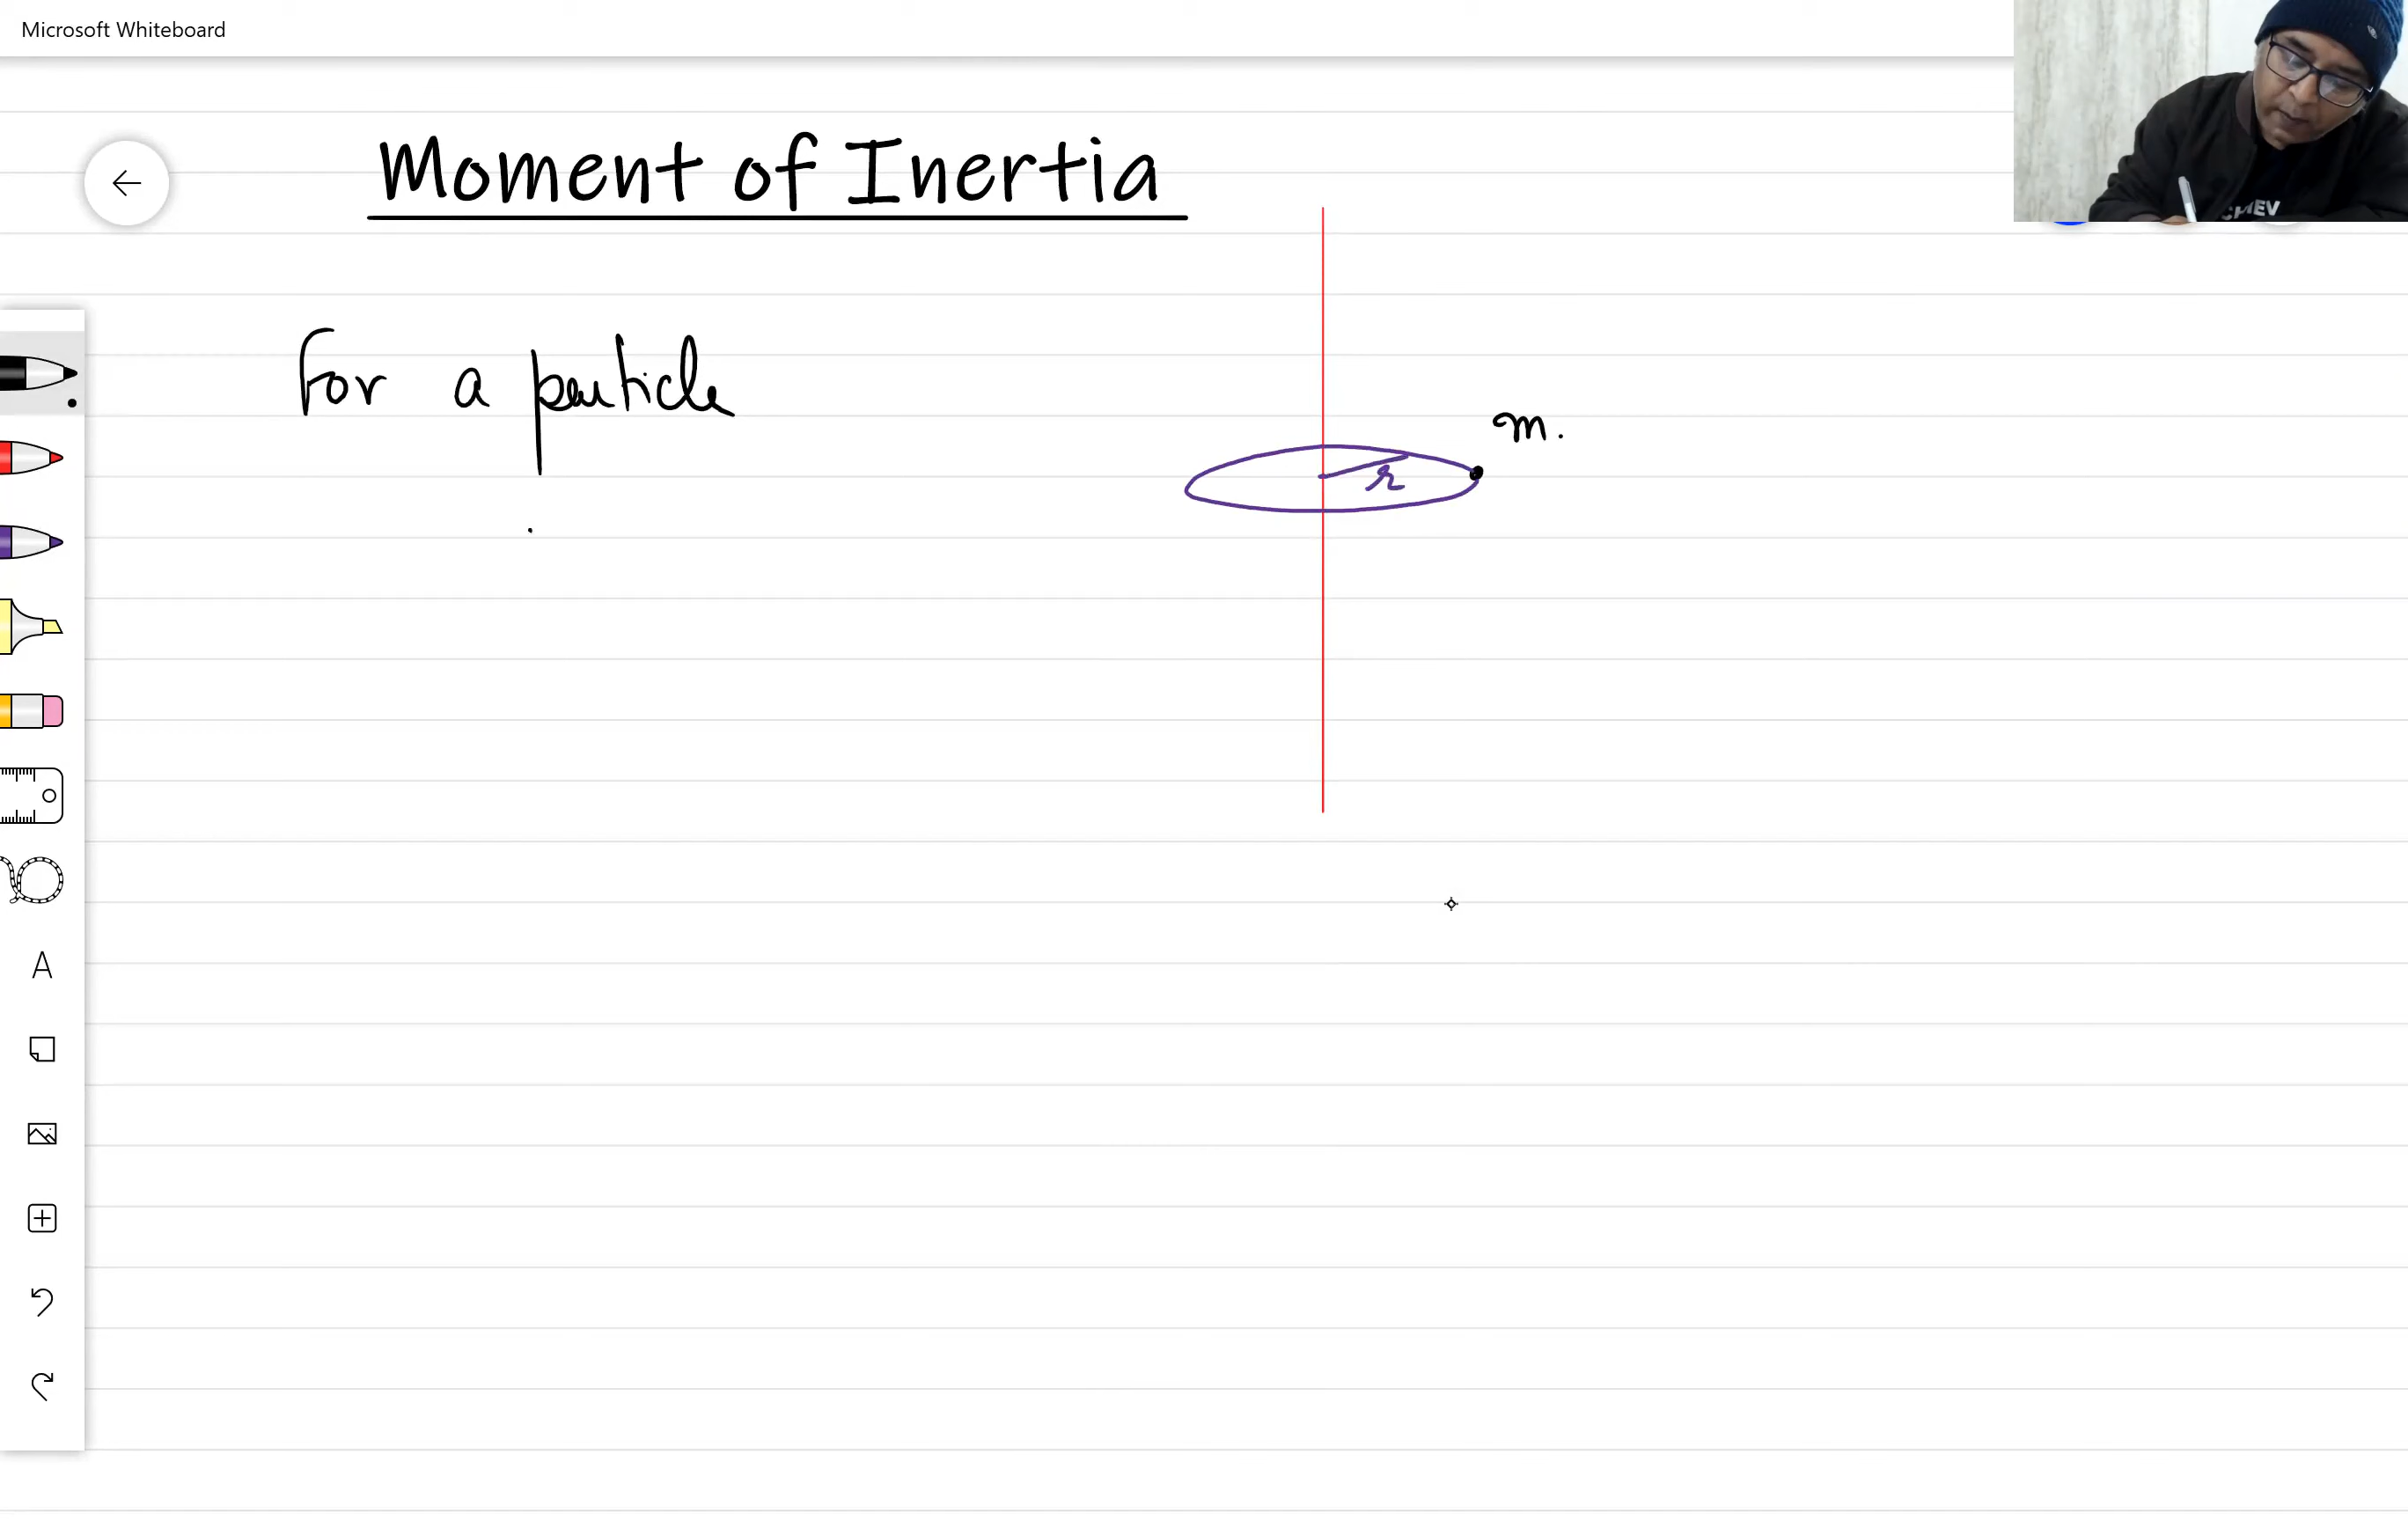 Microsoft Whiteboard
Moment of Inertia
For a particle
m.
r
A